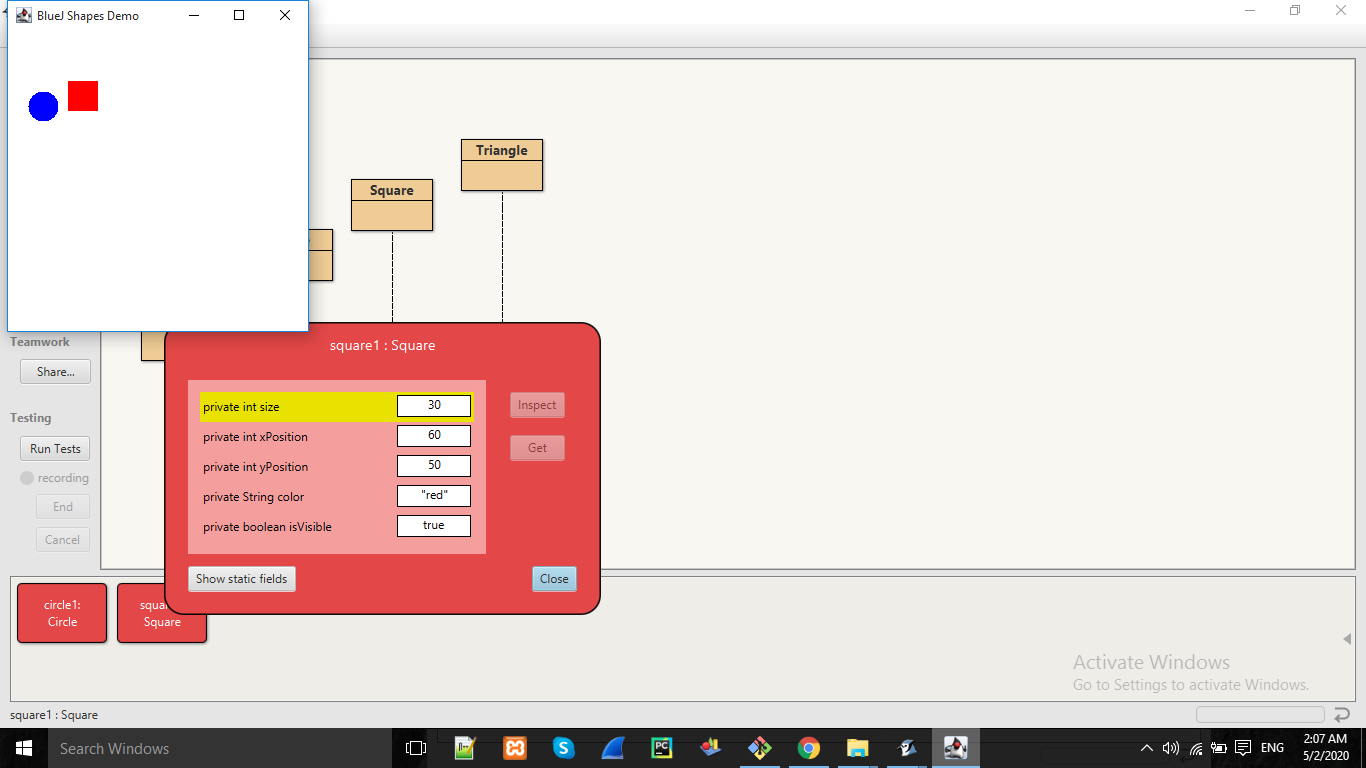 BlueJ Shapes Demo
Triangle
Square
Teamwork
Share...
Testing
Run Tests
recording
End
Cancel
square1 : Square
private int size
30
private int xPosition
60
private int yPosition
50
private String color
"red"
private boolean isVisible
true
Inspect
Get
Show static fields
Close
circle1:
Circle
Square
Activate Windows
Go to Settings to activate Windows.
square1 : Square
Search Windows
PC
ENG
2:07 AM
5/2/2020